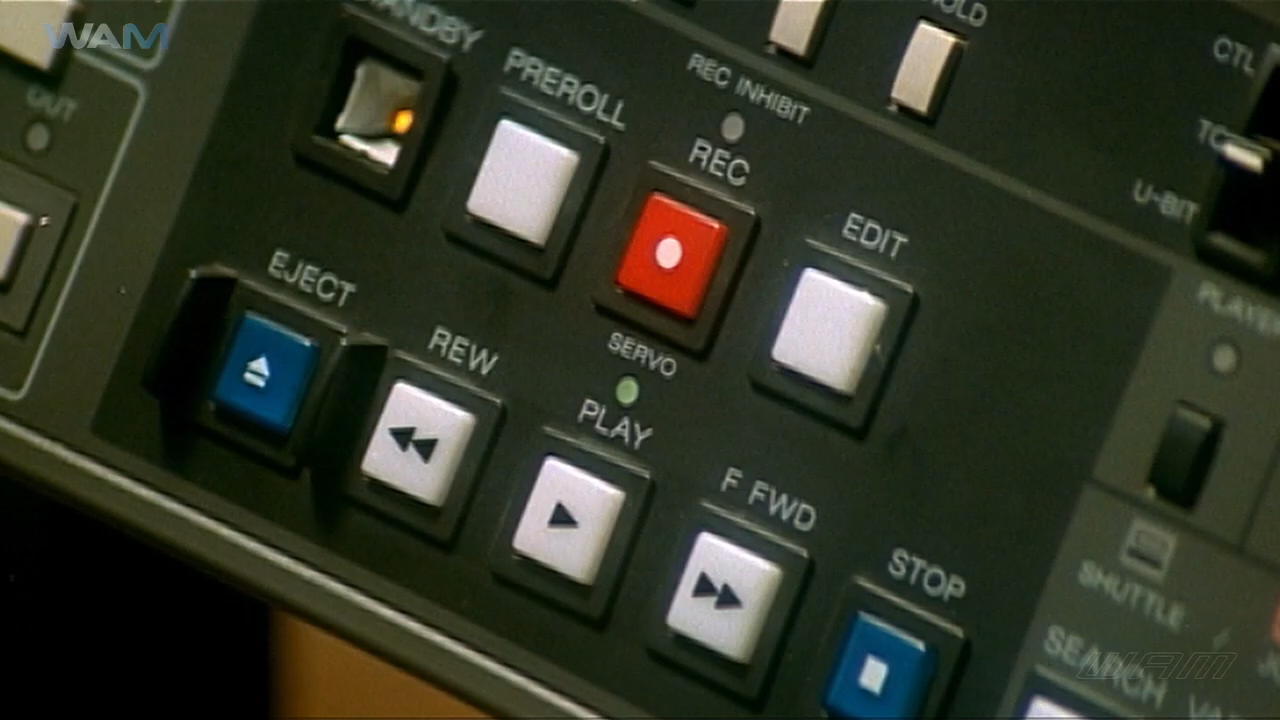 WAM
STANDBY
HOLD
CTL
OUT
PREROLL
REC INHIBIT
REC
TC
U-BIT
EDIT
EJECT
PLAYER
REW
SERVO
PLAY
F FWD
STOP
SHUTTLE
SEARCH
WAM